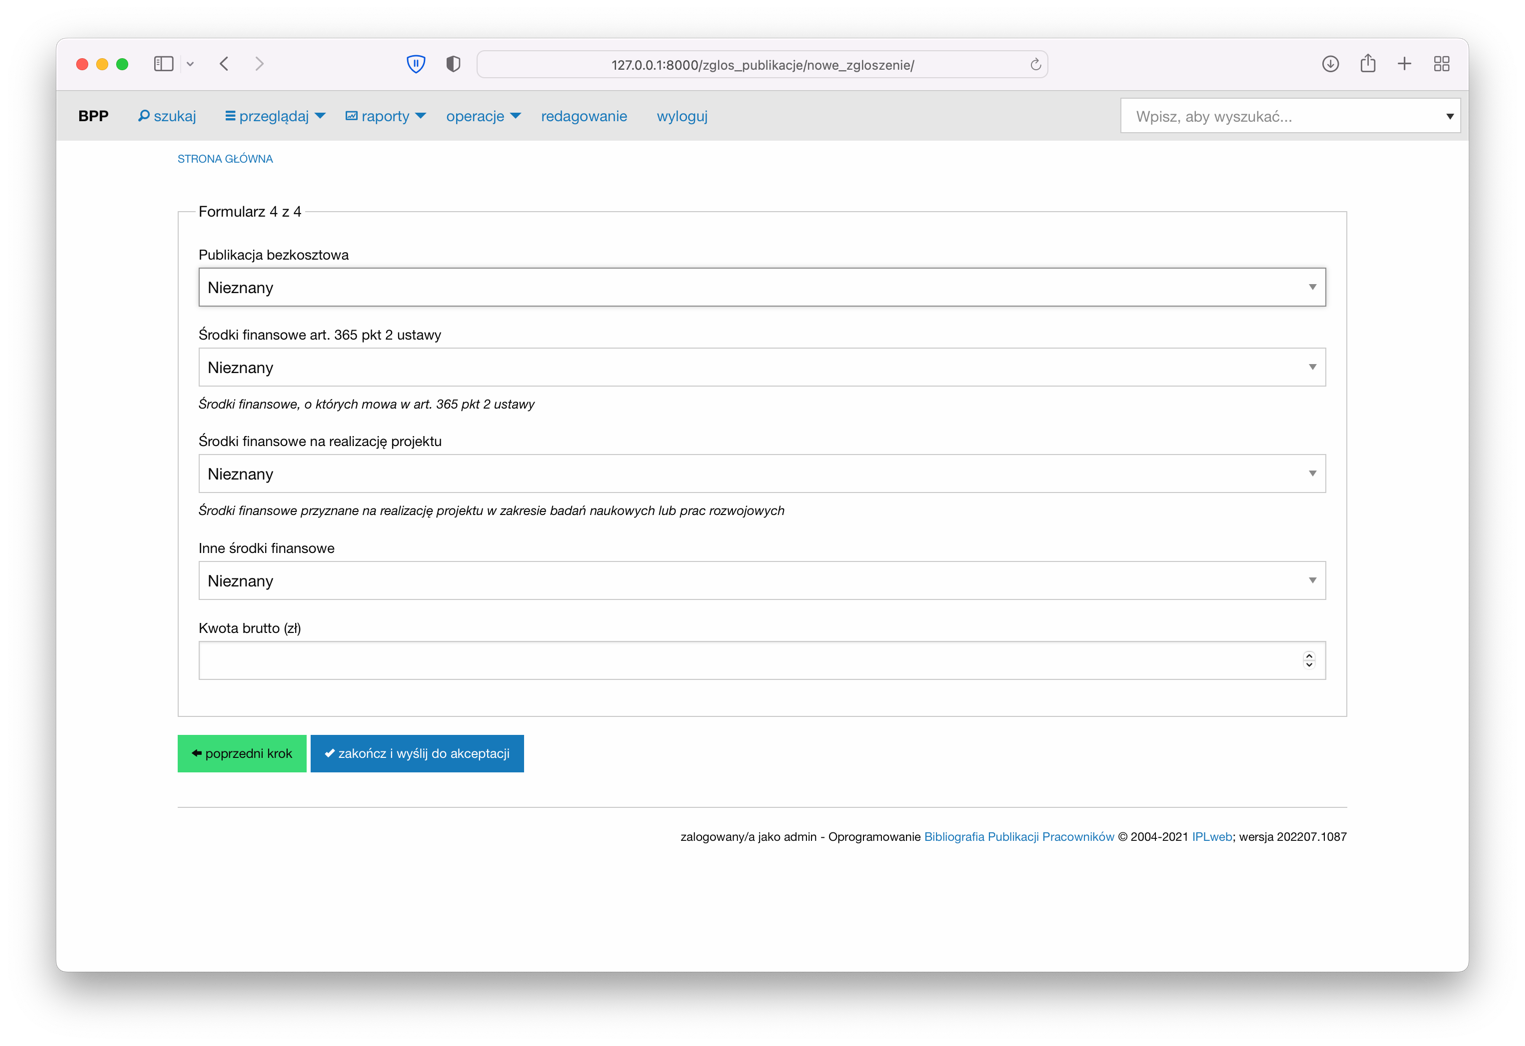 127.0.0.1:8000/zglos_publikacje/nowe_zgloszenie/
BPP szukaj przeglądaj raporty operacje redagowanie wyloguj Wpisz, aby wyszukać...
STRONA GŁÓWNA
Formularz 4 z 4
Publikacja bezkosztowa
Nieznany
Środki finansowe art. 365 pkt 2 ustawy
Nieznany
Środki finansowe, o których mowa w art. 365 pkt 2 ustawy
Środki finansowe na realizację projektu
Nieznany
Środki finansowe przyznane na realizację projektu w zakresie badań naukowych lub prac rozwojowych
Inne środki finansowe
Nieznany
Kwota brutto (zł)
poprzedni krok zakończ i wyślij do akceptacji
zalogowany/a jako admin - Oprogramowanie Bibliografia Publikacji Pracowników © 2004-2021 IPLweb; wersja 202207.1087